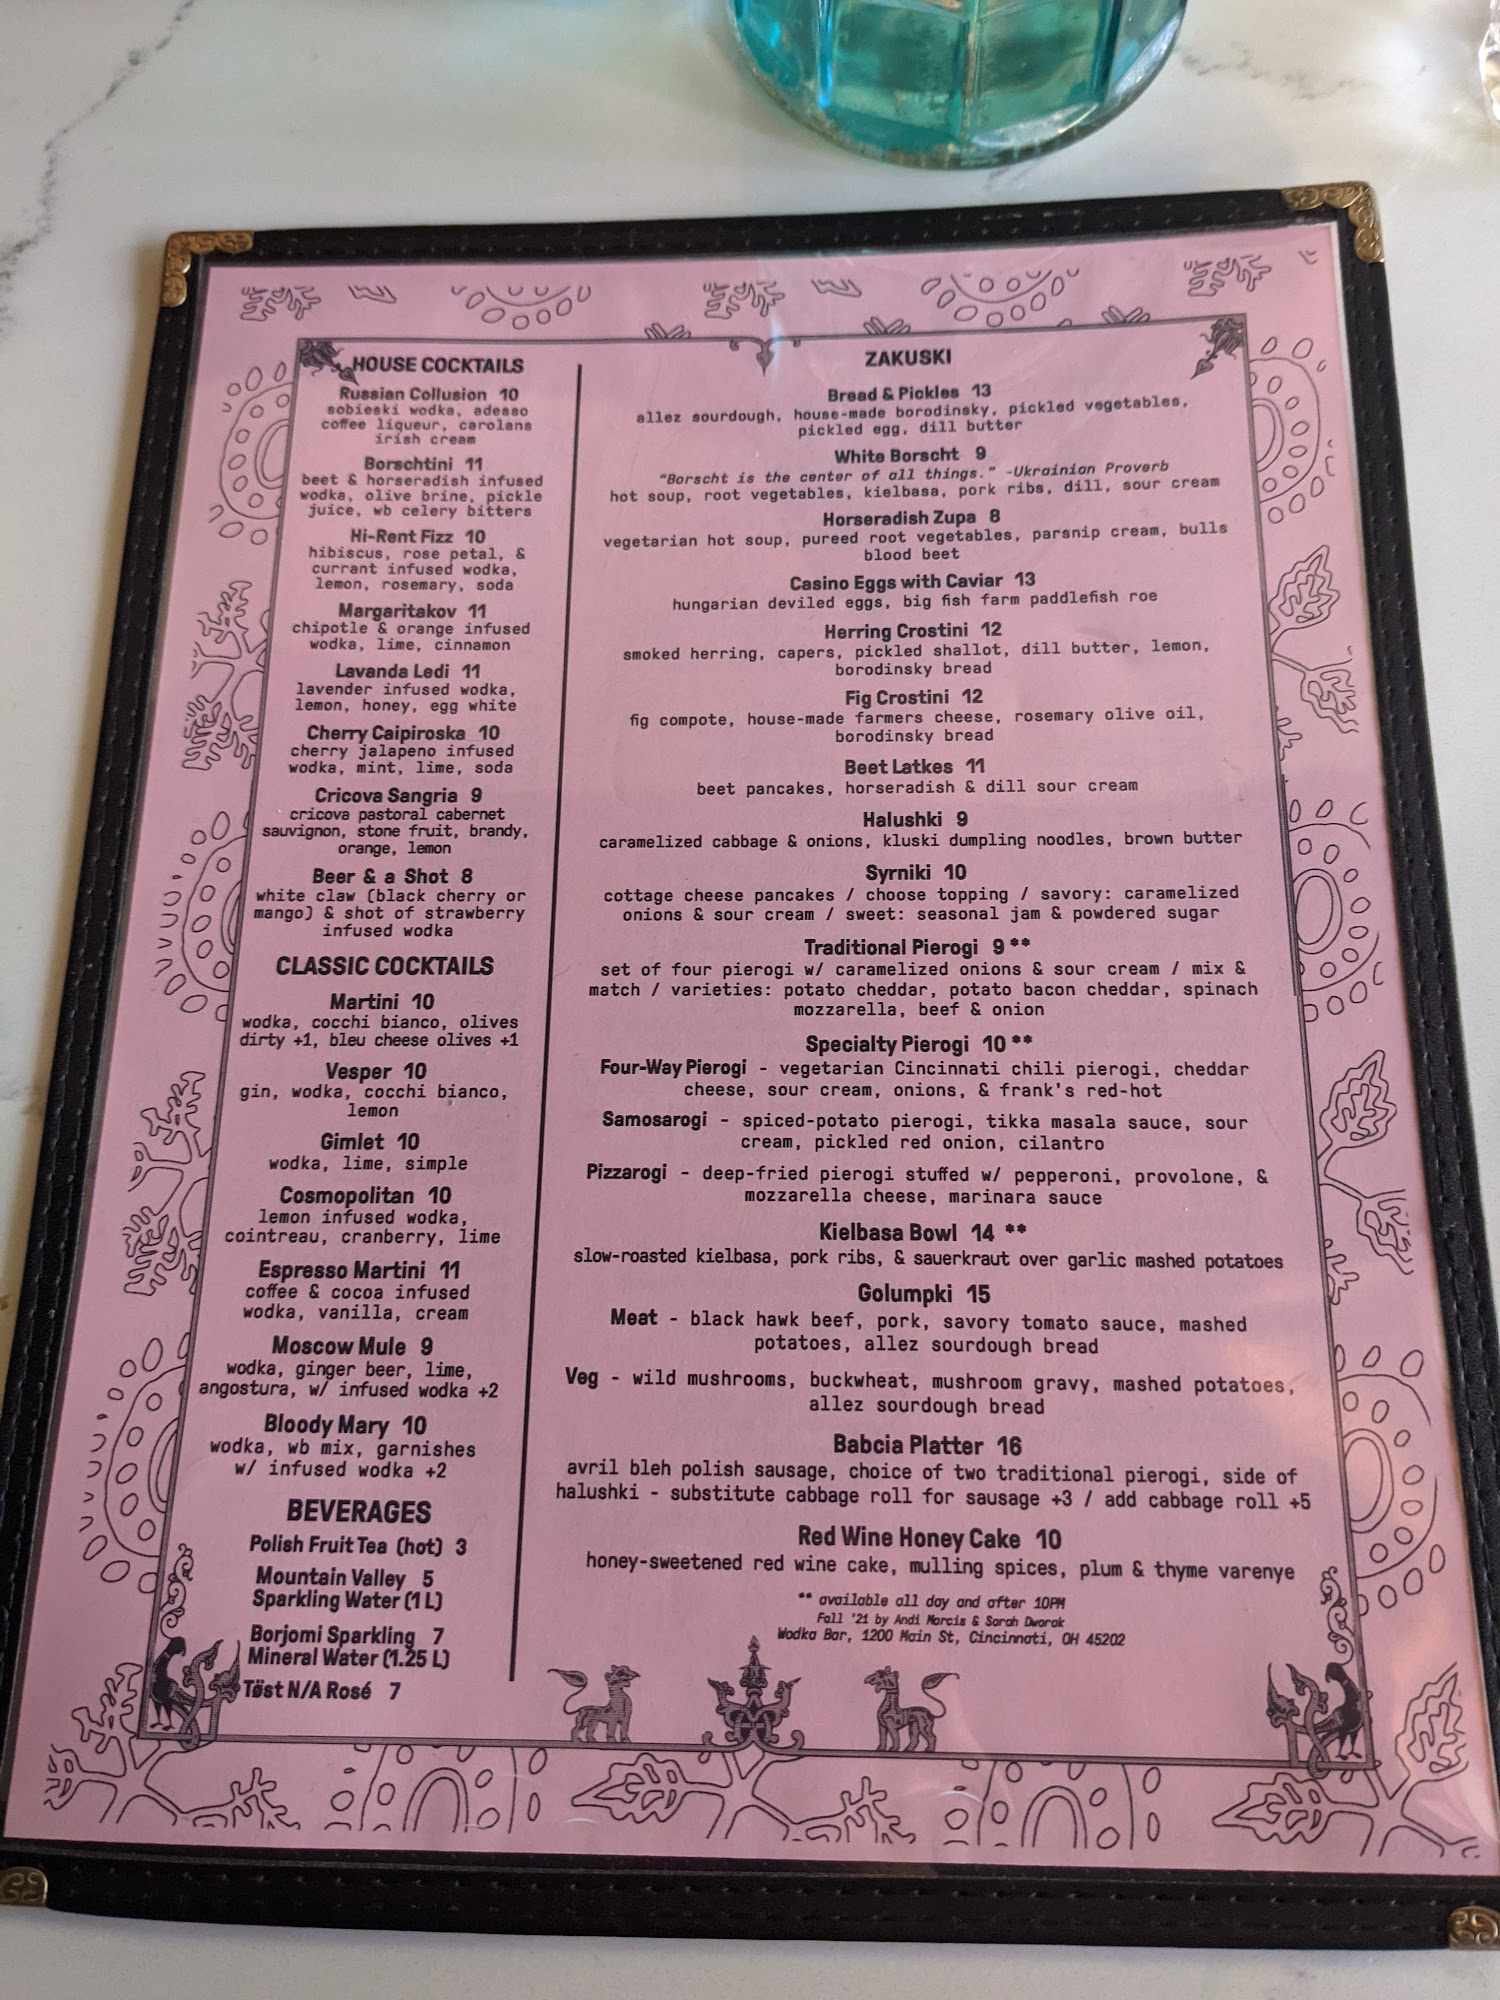 HOUSE COCKTAILS
Russian Collusion 10
sobieski wodka, adesso
coffee liqueur, carolans
irish cream
Borschtini 11
beet & horseradish infused
wodka, olive brine, pickle
juice, wb celery bitters
Hi-Rent Fizz 10
hibiscus, rose petal, &
currant infused wodka,
lemon, rosemary, soda
Margaritakov 11
chipotle & orange infused
wodka, lime, cinnamon
Lavanda Ledi 11
lavender infused wodka,
lemon, honey, egg white
Cherry Caipiroska 10
cherry jalapeno infused
wodka, mint, lime, soda
Cricova Sangria 9
cricova pastoral cabernet
sauvignon, stone fruit, brandy,
orange, lemon
Beer & a Shot 8
white claw (black cherry or
mango) & shot of strawberry
infused wodka
CLASSIC COCKTAILS
Martini 10
wodka, cocchi bianco, olives
dirty +1, bleu cheese olives +1
Vesper 10
gin, wodka, cocchi bianco,
lemon
Gimlet 10
wodka, lime, simple
Cosmopolitan 10
lemon infused wodka,
cointreau, cranberry, lime
Espresso Martini 11
coffee & cocoa infused
wodka, vanilla, cream
Moscow Mule 9
wodka, ginger beer, lime,
angostura, w/ infused wodka +2
Bloody Mary 10
wodka, wb mix, garnishes
w/ infused wodka +2
BEVERAGES
Polish Fruit Tea (hot) 3
Mountain Valley 5
Sparkling Water (1 L)
Borjomi Sparkling 7
Mineral Water (1.25 L)
Töst N/A Rosé 7
ZAKUSKI
Bread & Pickles 13
allez sourdough, house-made borodinsky, pickled vegetables,
pickled egg, dill butter
White Borscht 9
"Borscht is the center of all things." -Ukrainian Proverb
hot soup, root vegetables, kielbasa, pork ribs, dill, sour cream
Horseradish Zupa 8
vegetarian hot soup, pureed root vegetables, parsnip cream, bulls
blood beet
Casino Eggs with Caviar 13
hungarian deviled eggs, big fish farm paddlefish roe
Herring Crostini 12
smoked herring, capers, pickled shallot, dill butter, lemon,
borodinsky bread
Fig Crostini 12
fig compote, house-made farmers cheese, rosemary olive oil,
borodinsky bread
Beet Latkes 11
beet pancakes, horseradish & dill sour cream
Halushki 9
caramelized cabbage & onions, kluski dumpling noodles, brown butter
Syrniki 10
cottage cheese pancakes / choose topping / savory: caramelized
onions & sour cream / sweet: seasonal jam & powdered sugar
Traditional Pierogi 9 **
set of four pierogi w/ caramelized onions & sour cream / mix &
match / varieties: potato cheddar, potato bacon cheddar, spinach
mozzarella, beef & onion
Specialty Pierogi 10 **
Four-Way Pierogi - vegetarian Cincinnati chili pierogi, cheddar
cheese, sour cream, onions, & frank's red-hot
Samosarogi - spiced-potato pierogi, tikka masala sauce, sour
cream, pickled red onion, cilantro
Pizzarogi - deep-fried pierogi stuffed w/ pepperoni, provolone, &
mozzarella cheese, marinara sauce
Kielbasa Bowl 14 **
slow-roasted kielbasa, pork ribs, & sauerkraut over garlic mashed potatoes
Golumpki 15
Meat - black hawk beef, pork, savory tomato sauce, mashed
potatoes, allez sourdough bread
Veg - wild mushrooms, buckwheat, mushroom gravy, mashed potatoes,
allez sourdough bread
Babcia Platter 16
avril bleh polish sausage, choice of two traditional pierogi, side of
halushki - substitute cabbage roll for sausage +3 / add cabbage roll +5
Red Wine Honey Cake 10
honey-sweetened red wine cake, mulling spices, plum & thyme varenye
** available all day and after 10PM
Fall '21 by Andi Marcis & Sarah Dworak
Wodka Bar, 1200 Main St, Cincinnati, OH 45202